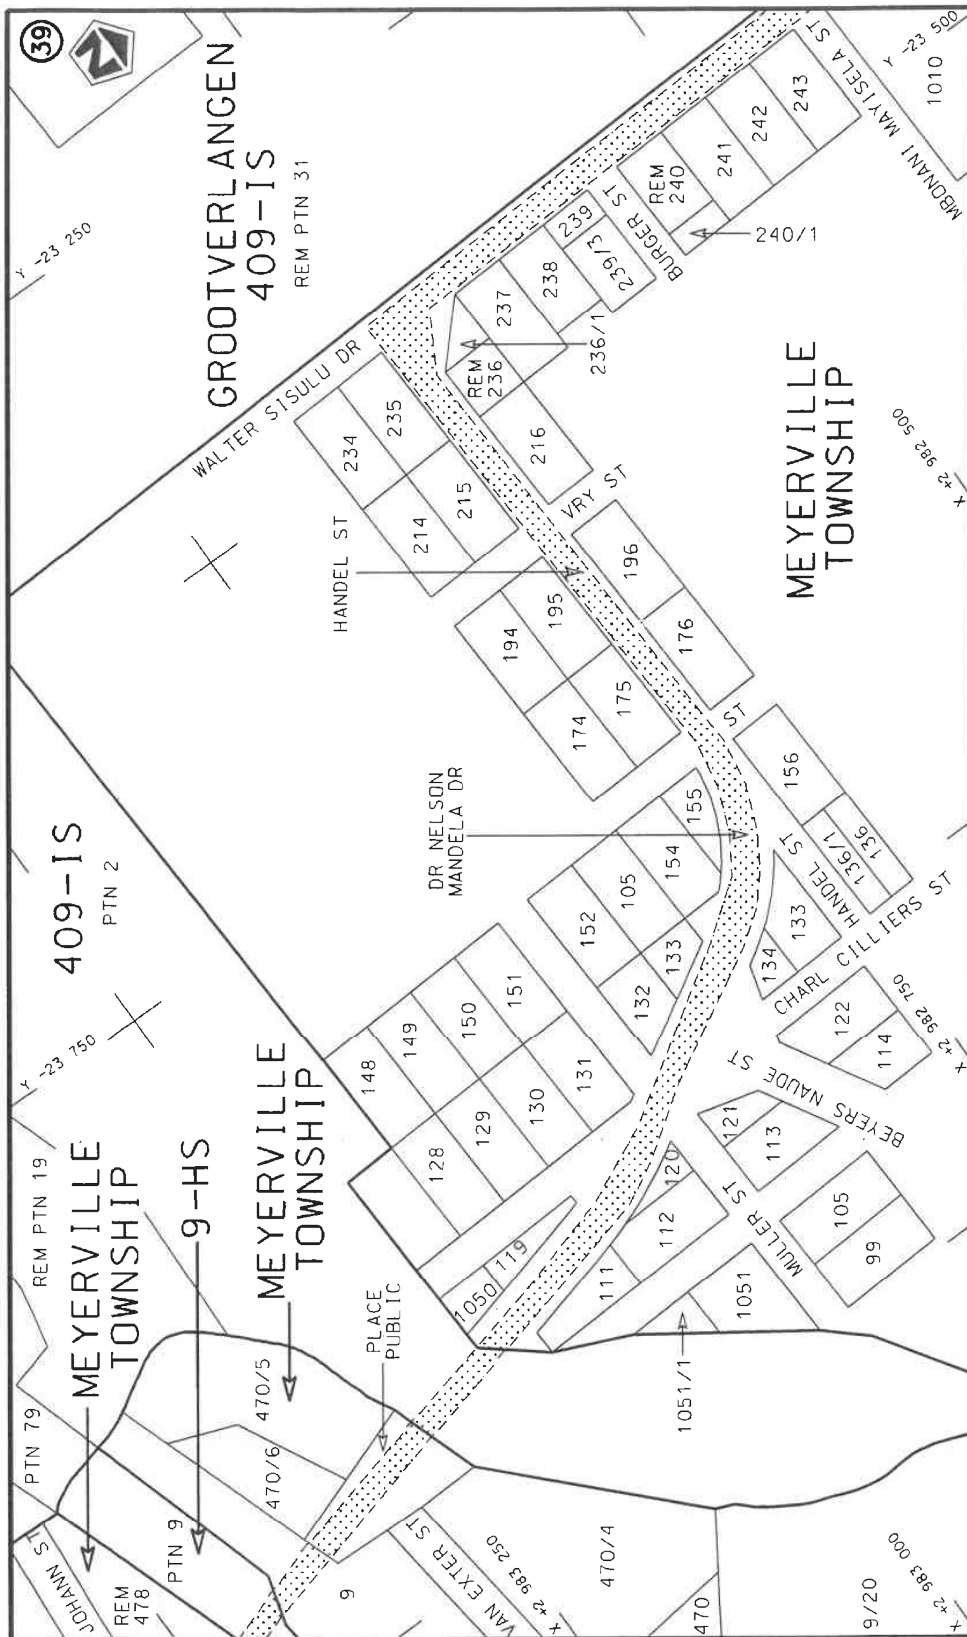 39
Y -23 750
Y -23 250
Y -23 500
PTN 79
REM PTN 19
409-IS
PTN 2
GROOTVERLANGEN
409-IS
REM PTN 31
JOHANN ST
REM
478
PTN 9
MEYERVILLE
TOWNSHIP
9-HS
MEYERVILLE
TOWNSHIP
470/5
470/6
PLACE
PUBLIC
9
VAN EXTER ST
X +2 983 250
470/4
470
9/20
X +2 983 000
1050
119
128
129
130
131
148
149
150
151
111
112
120
1051
1051/1
MULLER ST
121
113
105
99
BEYERS NAUDE ST
122
114
X +2 982 750
CHARL CILLIERS ST
132
133
152
105
154
155
134
133
HANDEL ST
136/1
136
156
DR NELSON
MANDELA DR
ST
174
175
194
195
176
196
HANDEL ST
VRY ST
214
215
234
235
216
WALTER SISULU DR
REM
236
236/1
237
238
239
239/3
BURGER ST
REM
240
240/1
241
242
243
MBONANI MAYISELA ST
1010
MEYERVILLE
TOWNSHIP
X +2 982 500